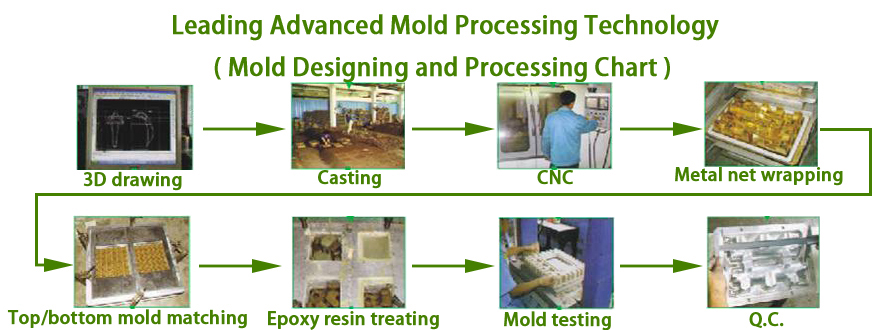 Leading Advanced Mold Processing Technology
( Mold Designing and Processing Chart )
3D drawing
Casting
CNC
Metal net wrapping
Top/bottom mold matching
Epoxy resin treating
Mold testing
Q.C.